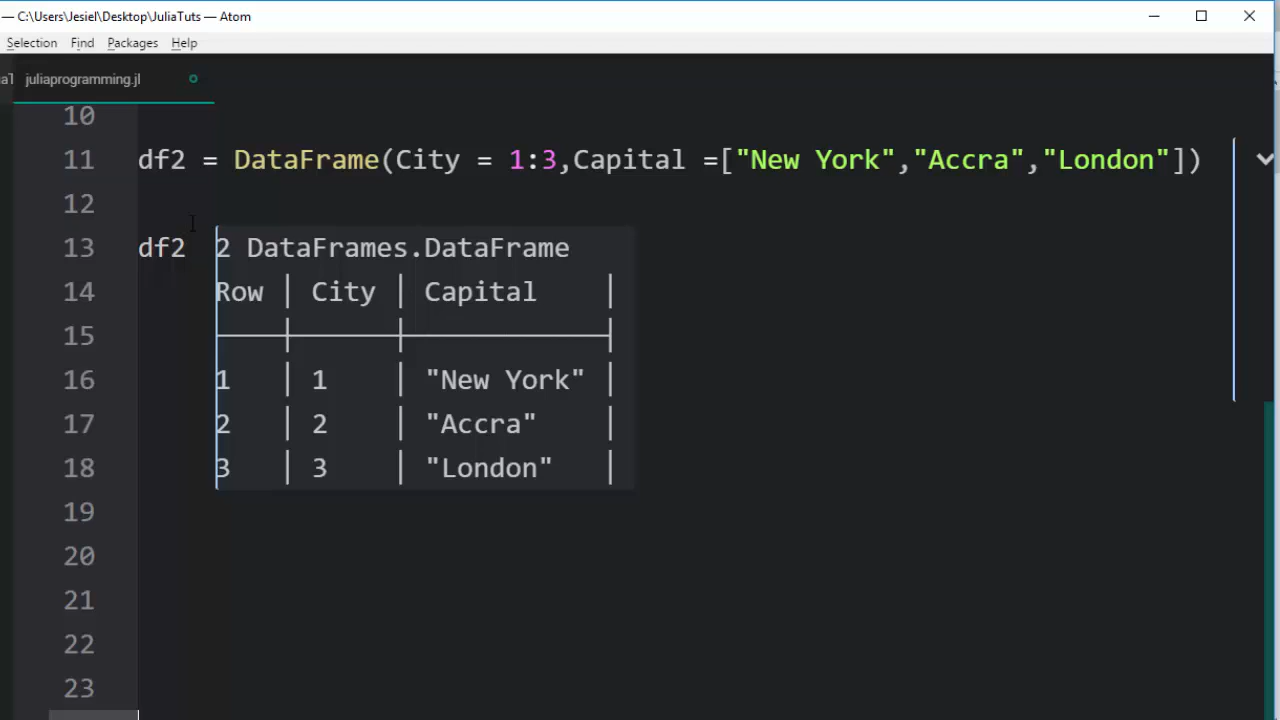 — C:\Users\Jesiel\Desktop\JuliaTuts — Atom
Selection Find Packages Help
juliaprogramming.jl
10
11 df2 = DataFrame(City = 1:3,Capital =["New York","Accra","London"])
12
13 df2 2 DataFrames.DataFrame
14 Row │ City │ Capital │
15
16 1 │ 1 │ "New York" │
17 2 │ 2 │ "Accra" │
18 3 │ 3 │ "London" │
19
20
21
22
23